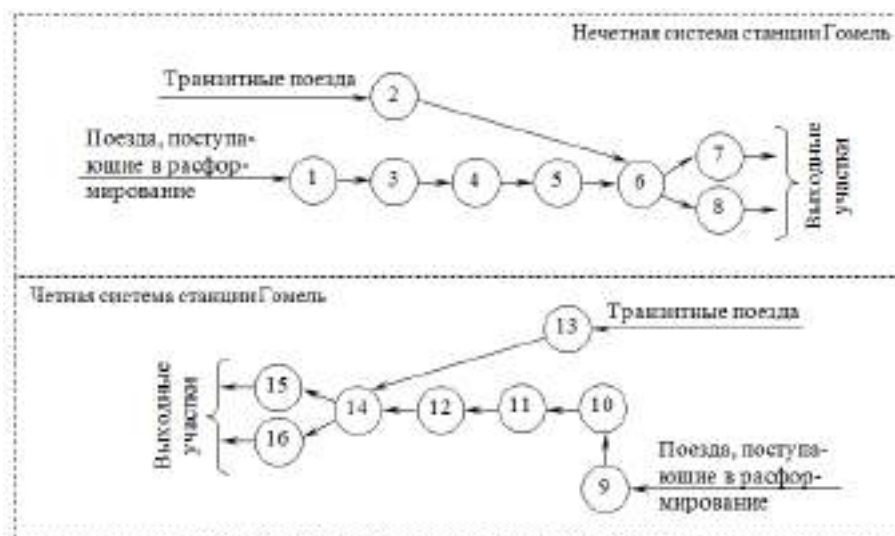 Нечетная система станции Гомель
Транзитные поезда
2
Поезда, поступа-
ющие в расфор-
мирование
1
3
4
5
6
7
8
Выходные
участки
Четная система станции Гомель
13
Транзитные поезда
Выходные
участки
15
16
14
12
11
10
9
Поезда, поступа-
ющие в расфор-
мирование